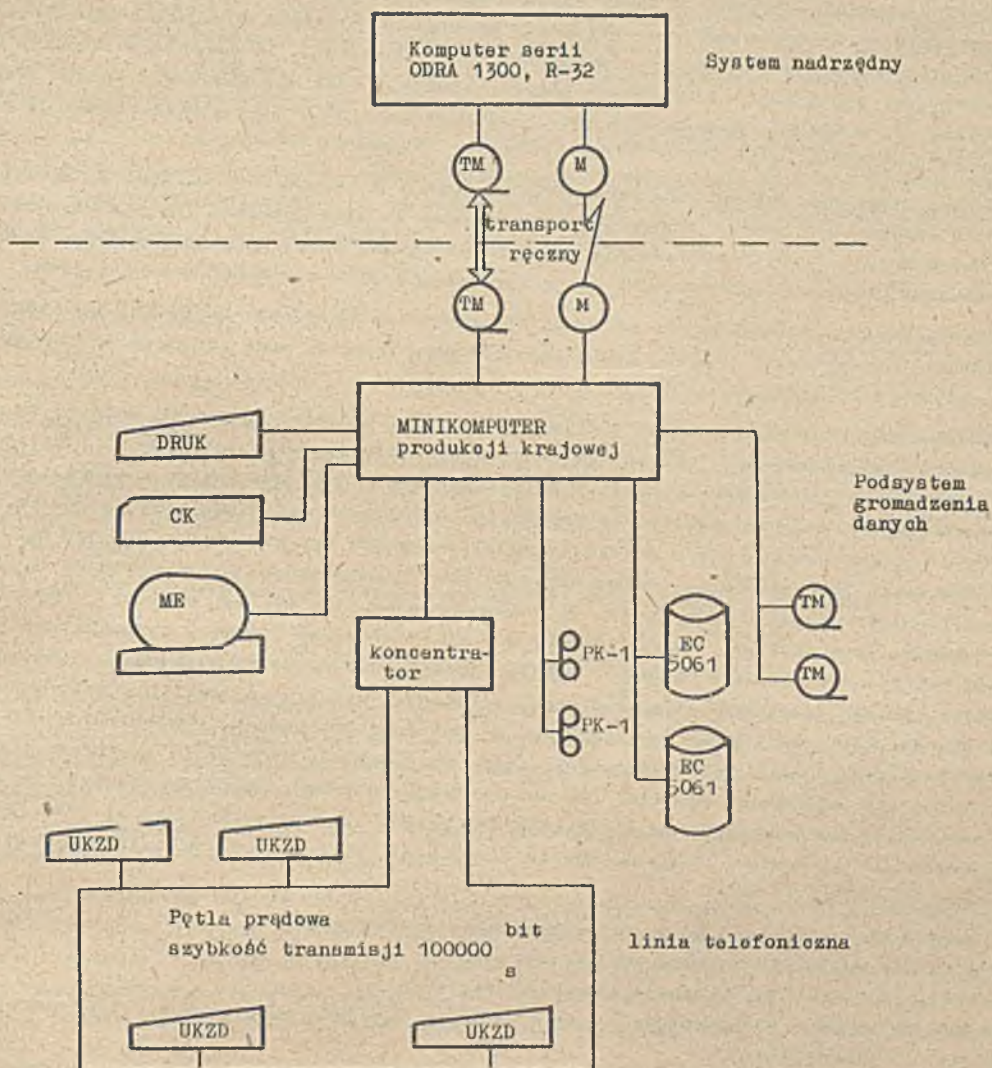 Komputer serii
ODRA 1300, R-32
System nadrzędny
TM
M
transport
ręczny
TM
M
MINIKOMPUTER
produkcji krajowej
DRUK
CK
ME
Podsystem
gromadzenia
danych
koncentra-
tor
PK-1
PK-1
EC
5061
EC
5061
TM
TM
UKZD
UKZD
Pętla prądowa
szybkość transmisji 100000 bit
s
linia telefoniczna
UKZD
UKZD